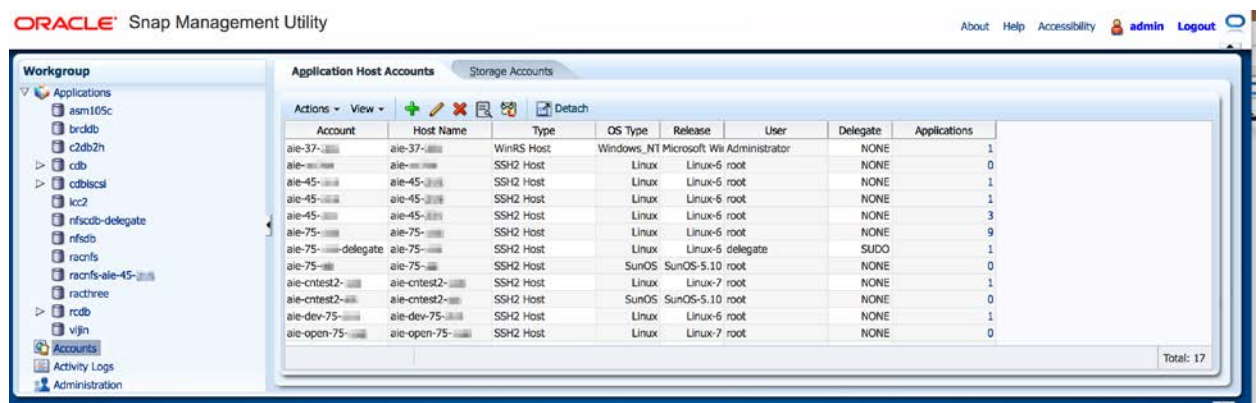 ORACLE Snap Management Utility
About Help Accessibility admin Logout
Workgroup
Applications
asm105c
brcldb
c2db2h
cdb
cdbiscsi
icc2
nfscdb-delegate
nfsdb
racnfs
racnfs-aie-45-
racthree
rcdb
vijin
Accounts
Activity Logs
Administration
Application Host Accounts Storage Accounts
Actions View Detach
Account Host Name Type OS Type Release User Delegate Applications
aie-37- aie-37- WinRS Host Windows_NT Microsoft Wir Administrator NONE 1
aie- aie- SSH2 Host Linux Linux-6 root NONE 0
aie-45- aie-45- SSH2 Host Linux Linux-6 root NONE 1
aie-45- aie-45- SSH2 Host Linux Linux-6 root NONE 1
aie-45- aie-45- SSH2 Host Linux Linux-6 root NONE 3
aie-75- aie-75- SSH2 Host Linux Linux-6 root NONE 9
aie-75- -delegate aie-75- SSH2 Host Linux Linux-6 delegate SUDO 1
aie-75- aie-75- SSH2 Host SunOS SunOS-5.10 root NONE 0
aie-cntest2- aie-cntest2- SSH2 Host Linux Linux-7 root NONE 1
aie-cntest2- aie-cntest2- SSH2 Host SunOS SunOS-5.10 root NONE 0
aie-dev-75- aie-dev-75- SSH2 Host Linux Linux-6 root NONE 1
aie-open-75- aie-open-75- SSH2 Host Linux Linux-7 root NONE 0
Total: 17